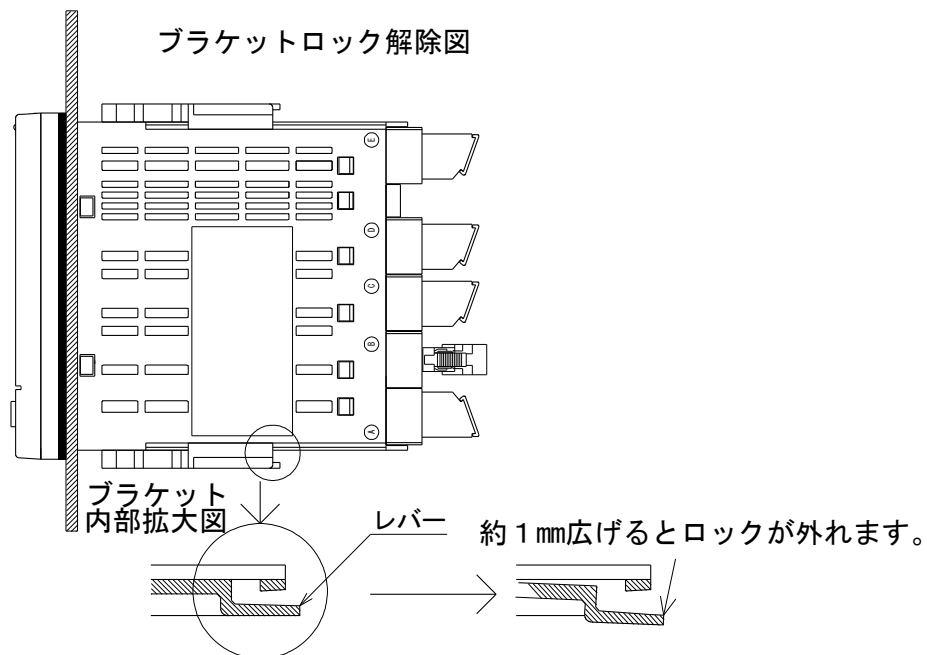 ブラケットロック解除図
E
D
C
B
A
ブラケット
内部拡大図
レバー
約1㎜広げるとロックが外れます。